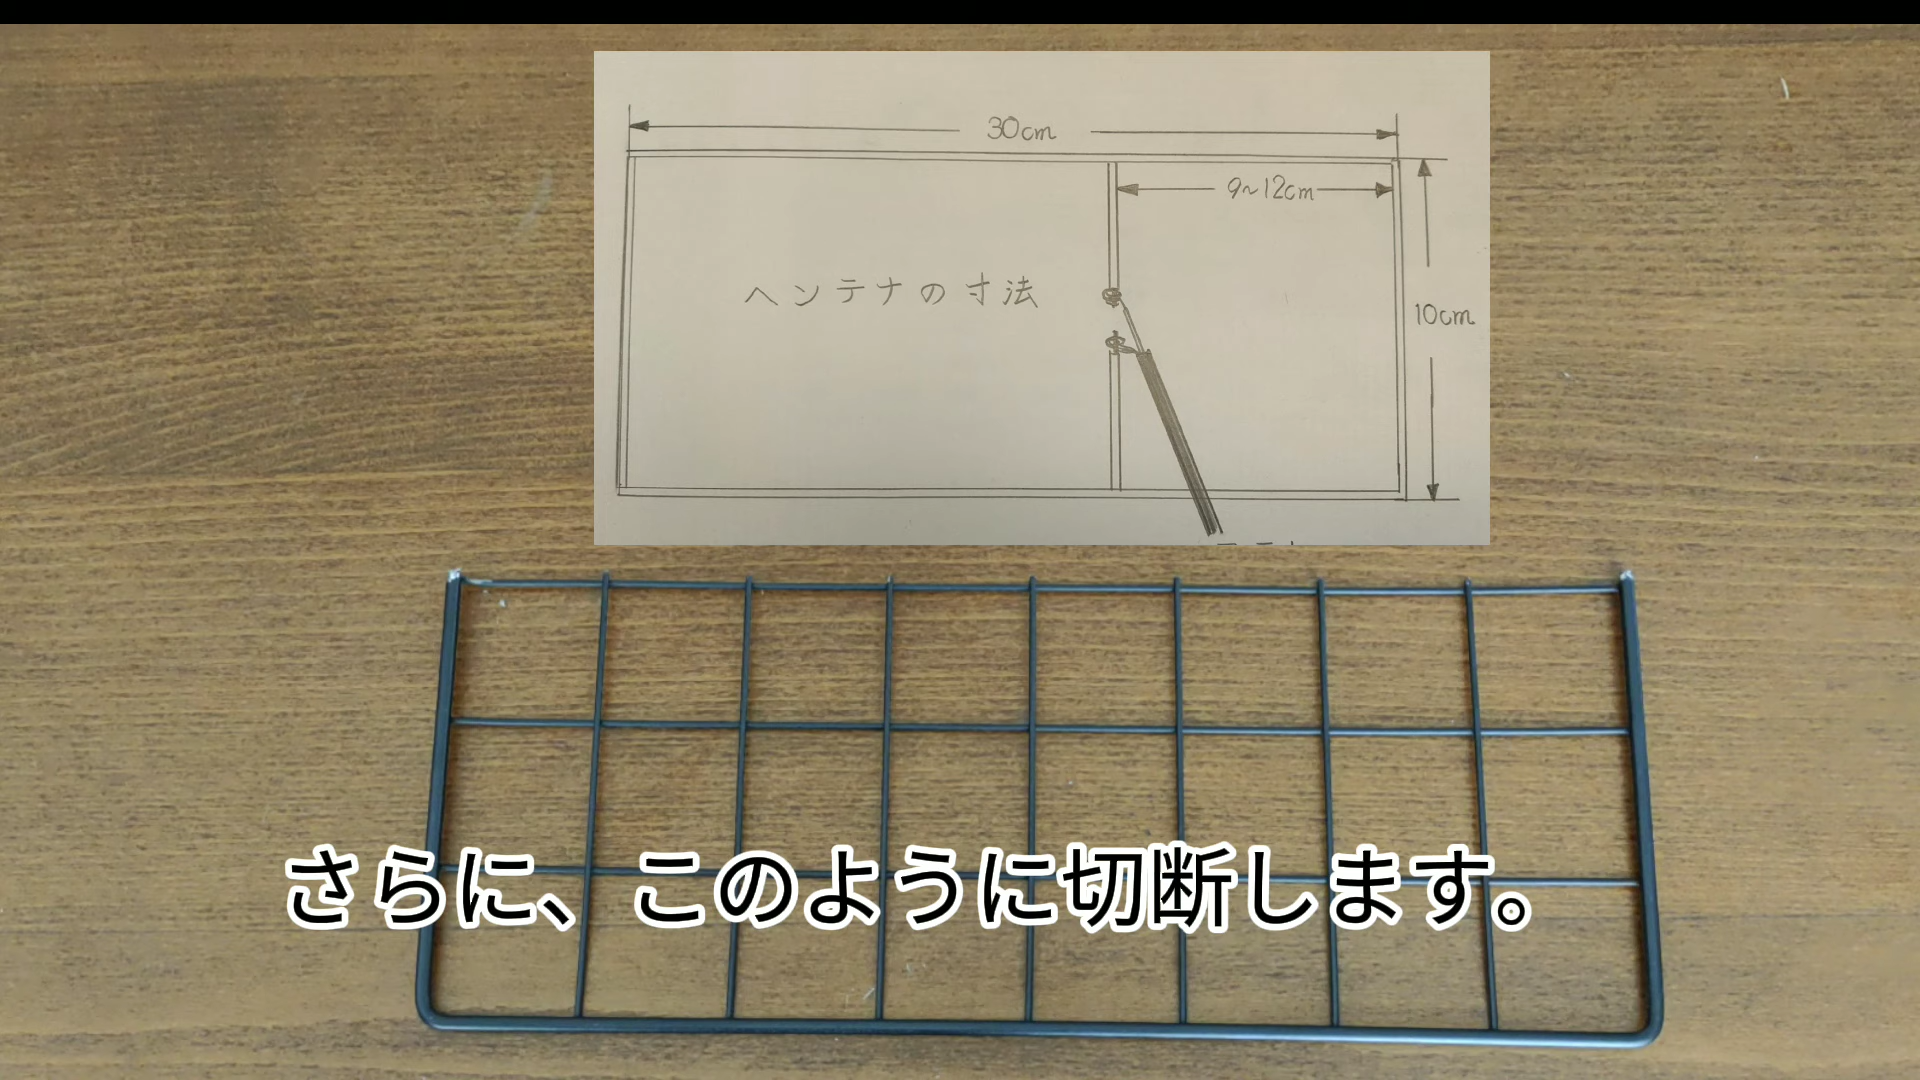 30cm
9~12cm
ヘンテナの寸法
10cm
さらに、このように切断します。